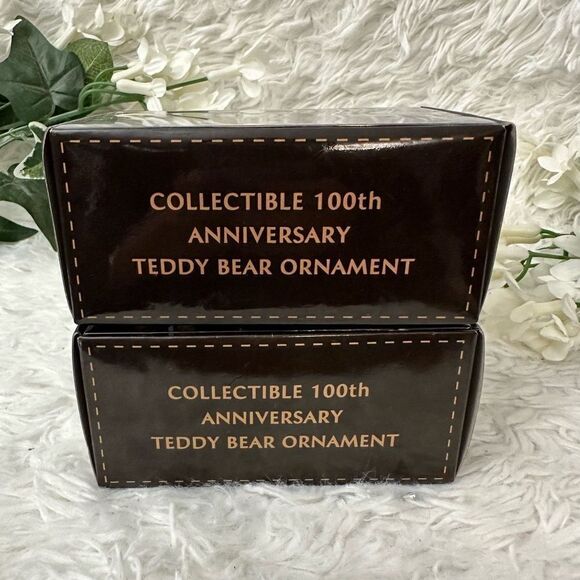 COLLECTIBLE 100th
ANNIVERSARY
TEDDY BEAR ORNAMENT
COLLECTIBLE 100th
ANNIVERSARY
TEDDY BEAR ORNAMENT